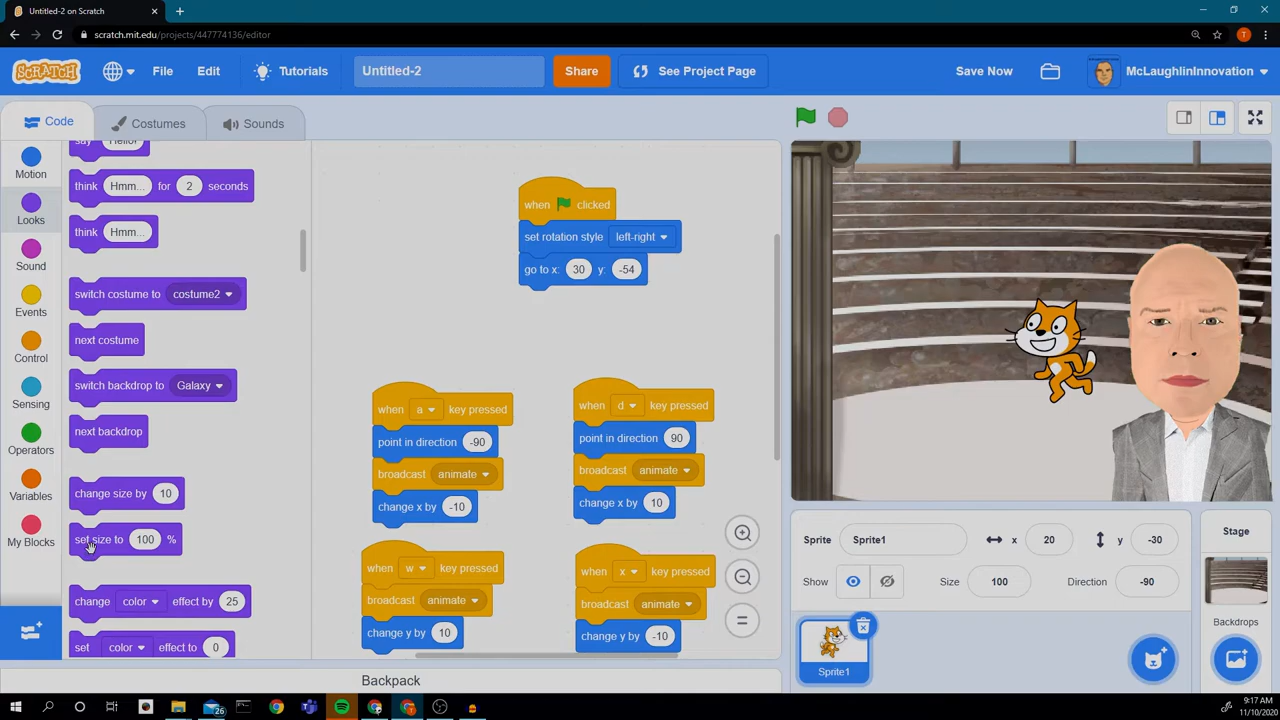 Untitled-2 on Scratch
scratch.mit.edu/projects/447774136/editor
T
SCRATCH
File
Edit
Tutorials
Untitled-2
Share
See Project Page
Save Now
McLaughlinInnovation
Code
Costumes
Sounds
Motion
Looks
Sound
Events
Control
Sensing
Operators
Variables
My Blocks
say Hello!
think Hmm... for 2 seconds
think Hmm...
switch costume to costume2
next costume
switch backdrop to Galaxy
next backdrop
change size by 10
set size to 100 %
change color effect by 25
set color effect to 0
when clicked
set rotation style left-right
go to x: 30 y: -54
when a key pressed
point in direction -90
broadcast animate
change x by -10
when d key pressed
point in direction 90
broadcast animate
change x by 10
when w key pressed
broadcast animate
change y by 10
when x key pressed
broadcast animate
change y by -10
Backpack
Sprite Sprite1 x 20 y -30
Show Size 100 Direction -90
Sprite1
Stage
Backdrops
26
9:17 AM
11/10/2020